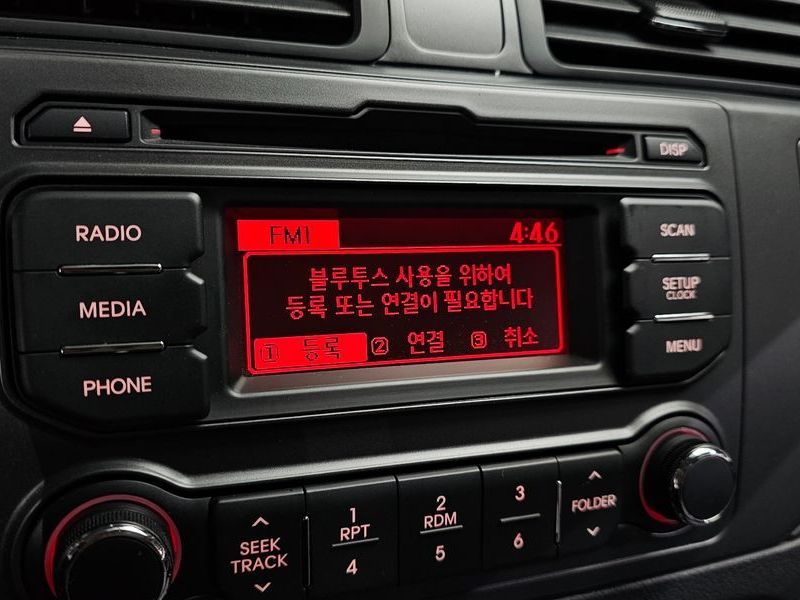 DISP
RADIO
MEDIA
PHONE
FM1 4:46
블루투스 사용을 위하여
등록 또는 연결이 필요합니다
① 등록 ② 연결 ③ 취소
SCAN
SETUP
CLOCK
MENU
SEEK
TRACK
1
RPT
4
2
RDM
5
3
6
FOLDER